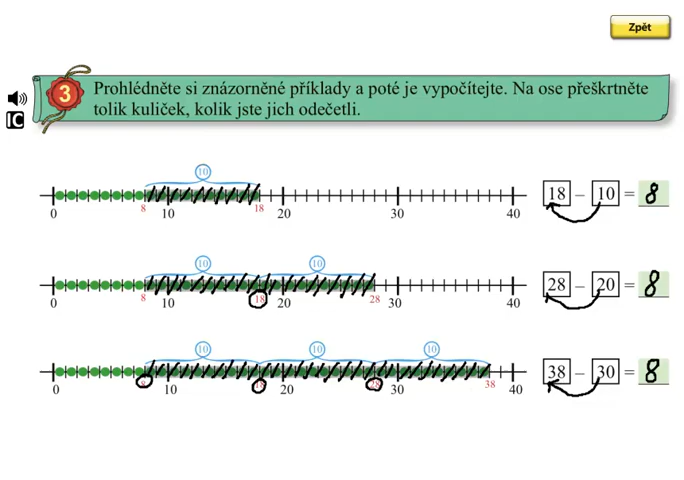 Zpět
3 Prohlédněte si znázorněné příklady a poté je vypočítejte. Na ose přeškrtněte
tolik kuliček, kolik jste jich odečetli.
10
0 8 10 18 20 30 40
18 – 10 = 8
10 10
0 8 10 18 20 28 30 40
28 – 20 = 8
10 10 10
0 8 10 18 20 28 30 38 40
38 – 30 = 8